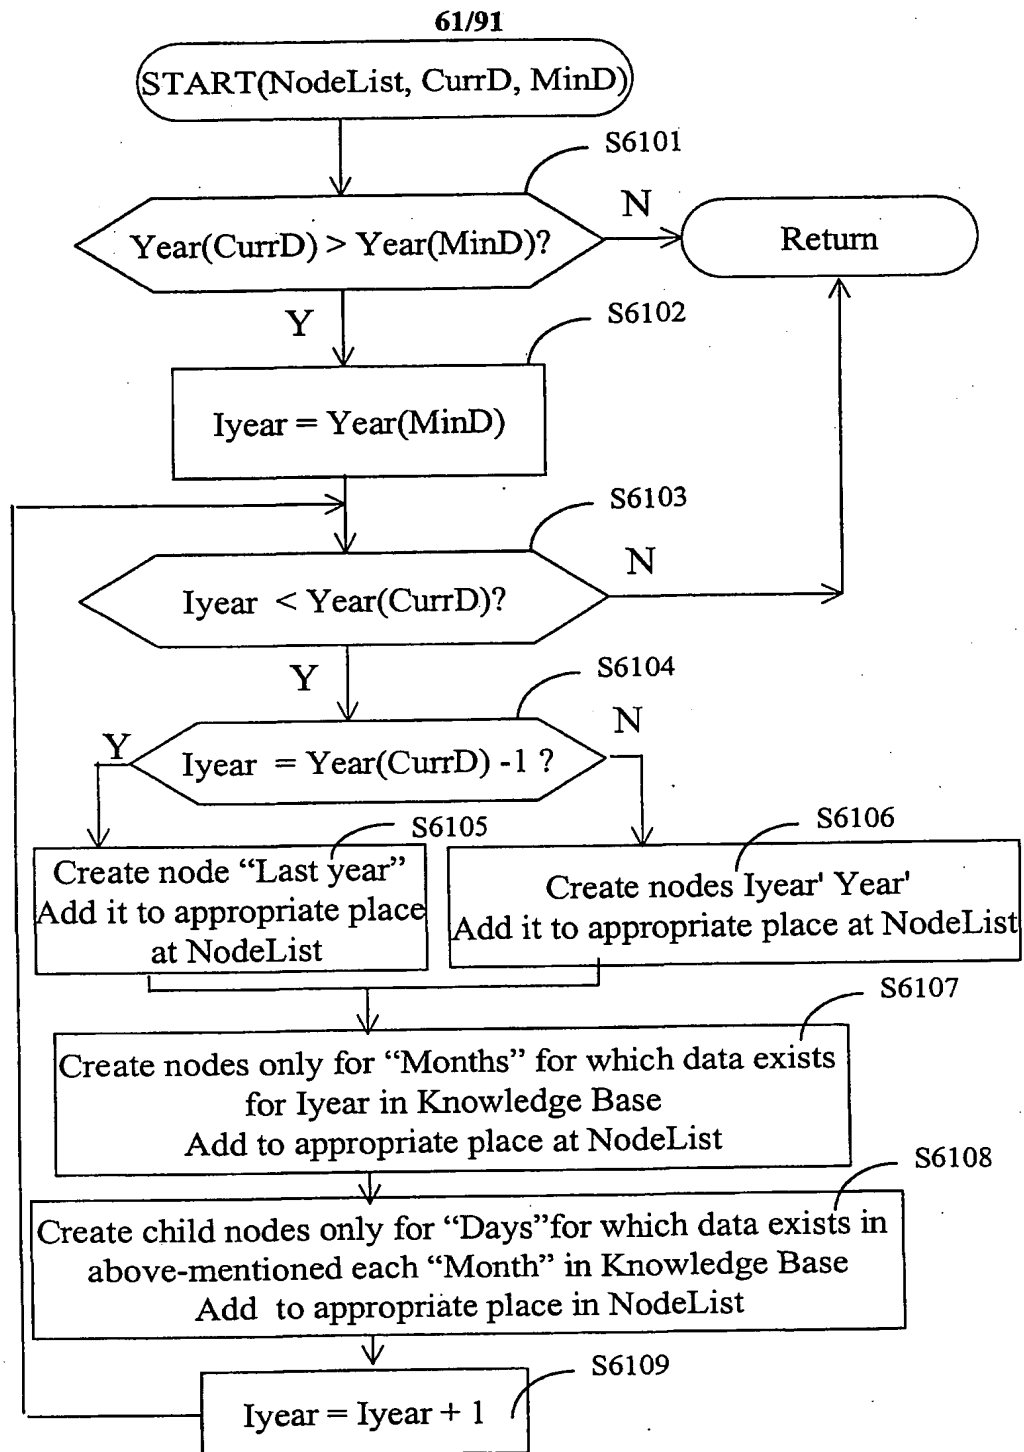 61/91
START(NodeList, CurrD, MinD)
S6101
Year(CurrD) > Year(MinD)?
N
Return
Y
S6102
Iyear = Year(MinD)
S6103
Iyear < Year(CurrD)?
N
Y
S6104
Iyear = Year(CurrD) -1 ?
Y
N
S6105
Create node “Last year”
Add it to appropriate place
at NodeList
S6106
Create nodes Iyear' Year'
Add it to appropriate place at NodeList
S6107
Create nodes only for “Months” for which data exists
for Iyear in Knowledge Base
Add to appropriate place at NodeList
S6108
Create child nodes only for “Days”for which data exists in
above-mentioned each “Month” in Knowledge Base
Add to appropriate place in NodeList
S6109
Iyear = Iyear + 1